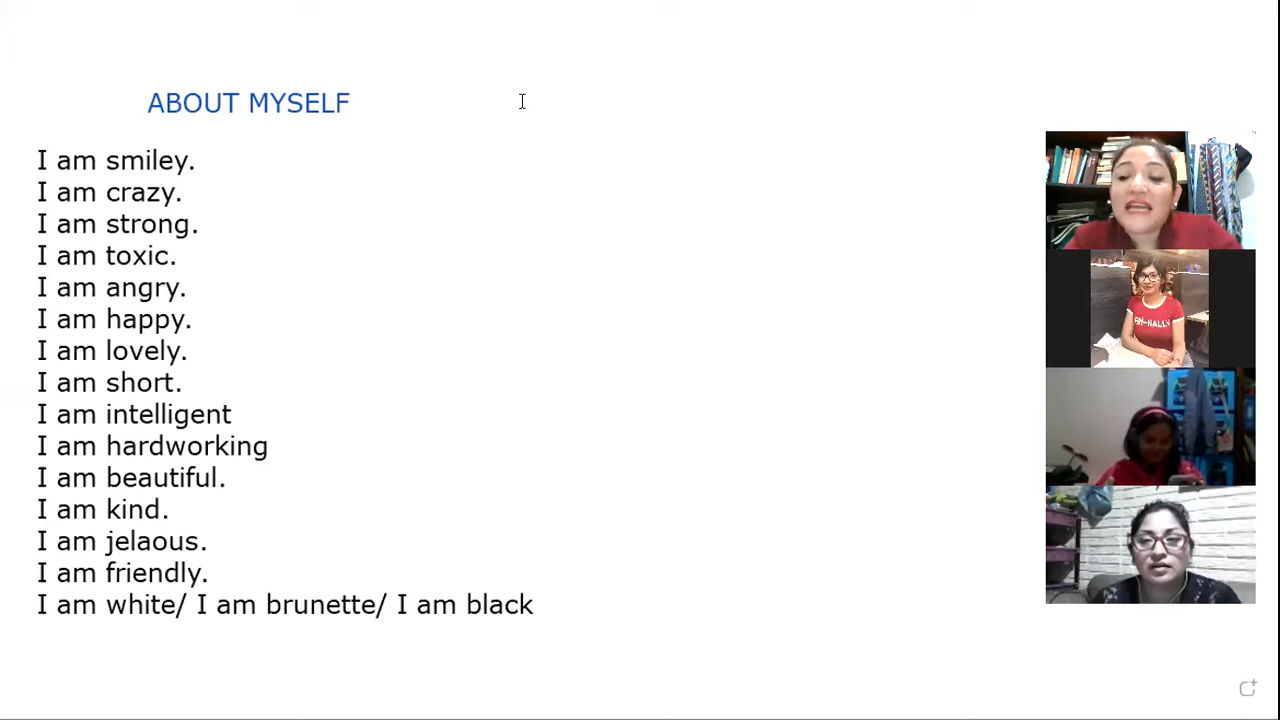 ABOUT MYSELF
I am smiley.
I am crazy.
I am strong.
I am toxic.
I am angry.
I am happy.
I am lovely.
I am short.
I am intelligent
I am hardworking
I am beautiful.
I am kind.
I am jelaous.
I am friendly.
I am white/ I am brunette/ I am black